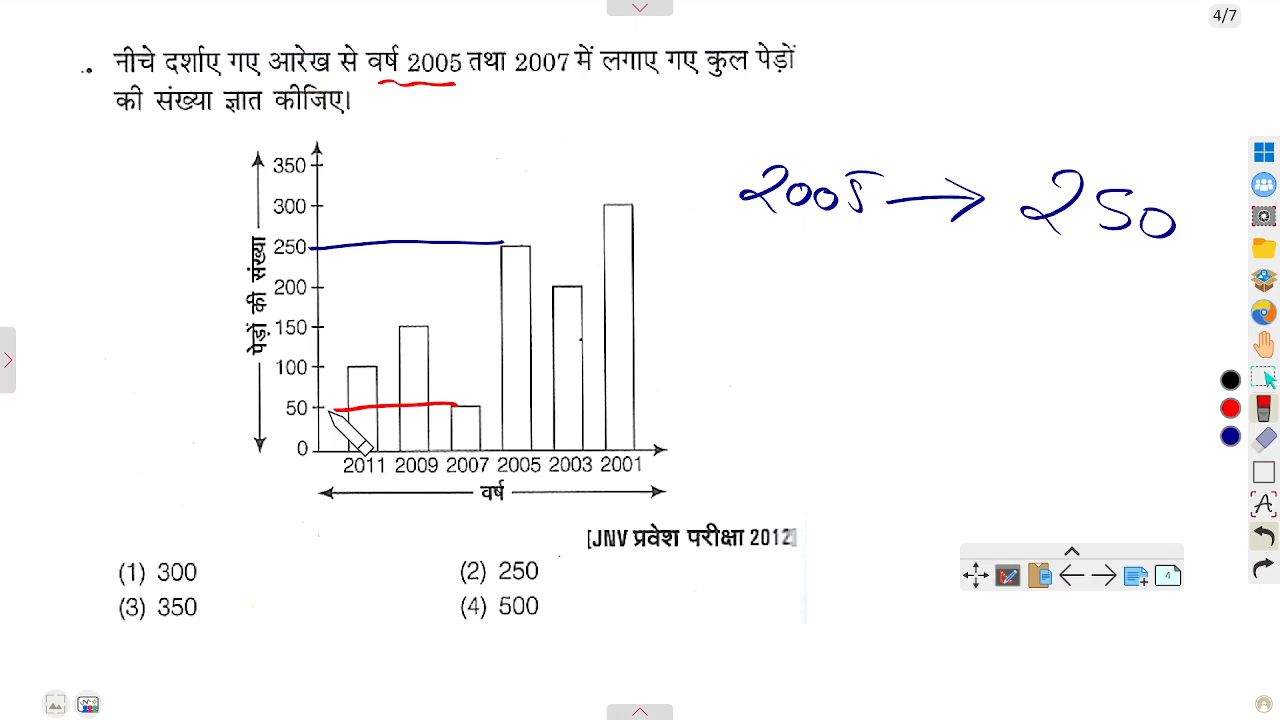 4/7
नीचे दर्शाए गए आरेख से वर्ष 2005 तथा 2007 में लगाए गए कुल पेड़ों
की संख्या ज्ञात कीजिए।
2005 → 250
350
300
250
200
150
100
50
0
पेड़ों की संख्या
2011 2009 2007 2005 2003 2001
वर्ष
[JNV प्रवेश परीक्षा 2012]
(1) 300 (2) 250
(3) 350 (4) 500
A
4